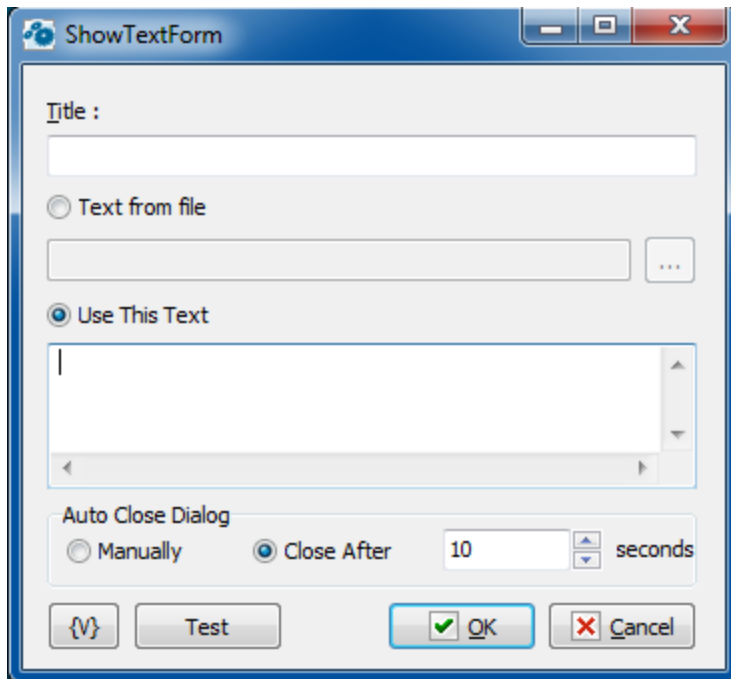 ShowTextForm
Title :
Text from file
...
Use This Text
Auto Close Dialog
Manually Close After 10 seconds
{V} Test OK Cancel